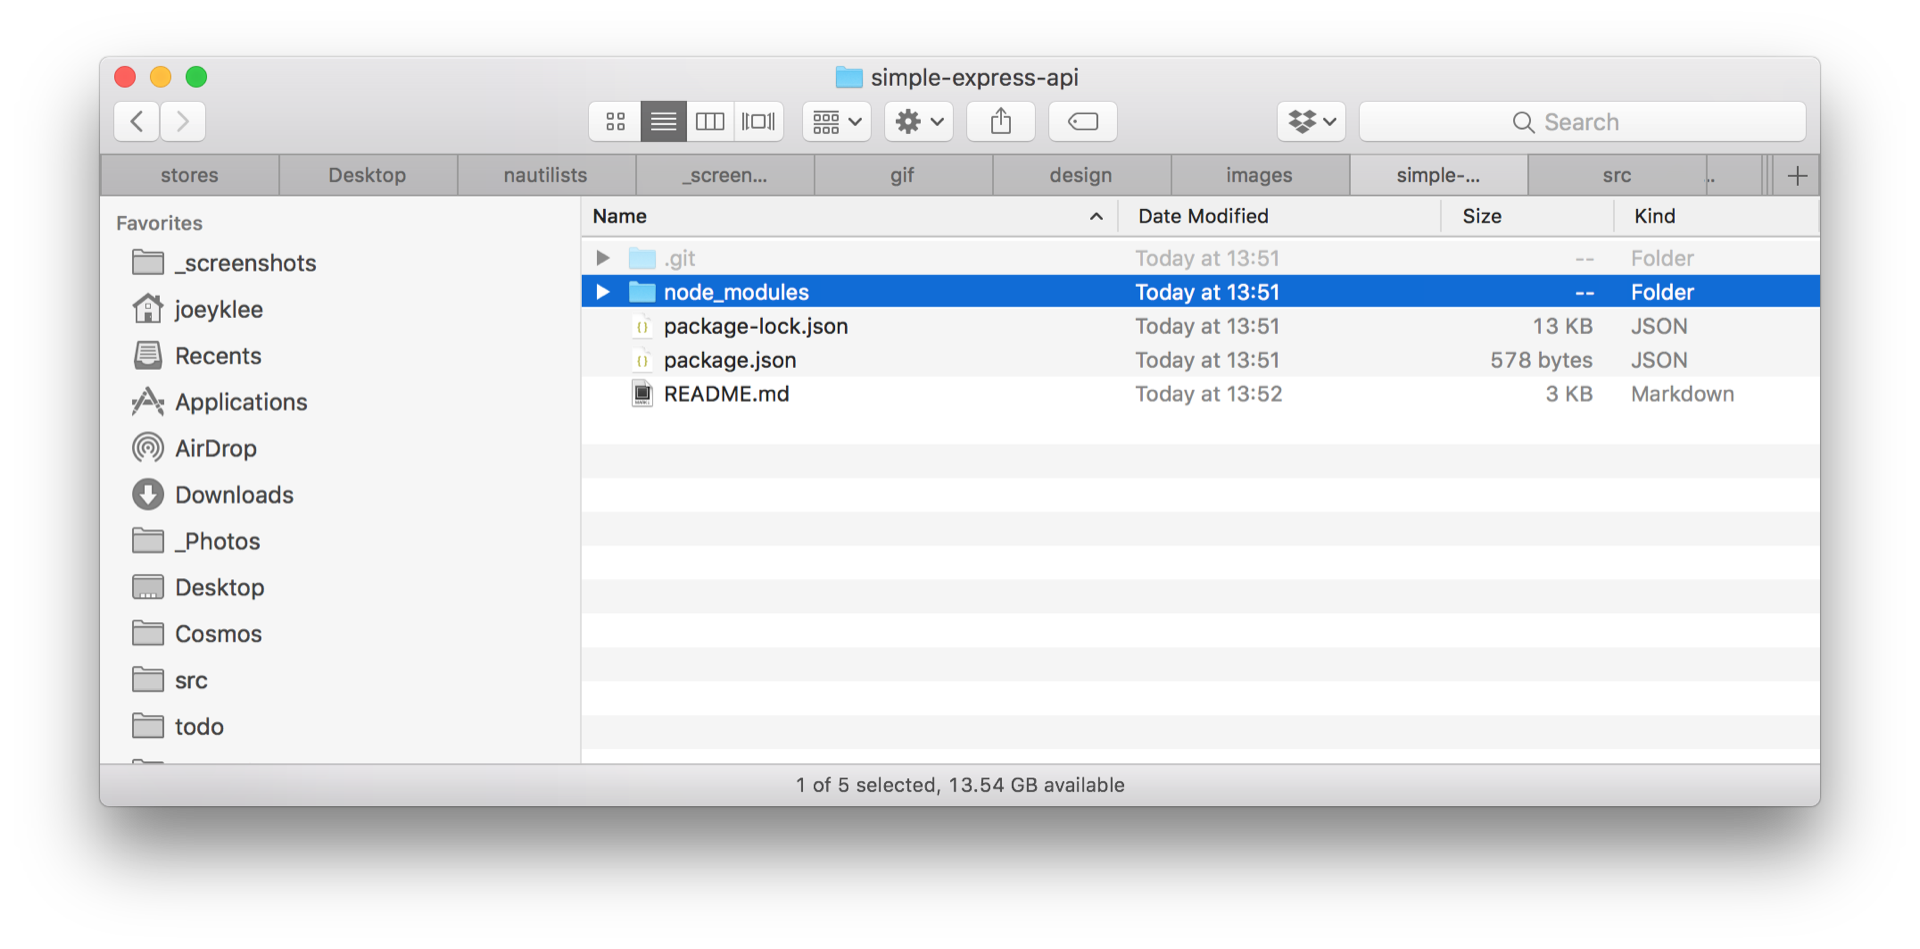 simple-express-api
Search
stores Desktop nautilists _screen... gif design images simple-... src ..
Favorites
_screenshots
joeyklee
Recents
Applications
AirDrop
Downloads
_Photos
Desktop
Cosmos
src
todo
Name Date Modified Size Kind
.git Today at 13:51 -- Folder
node_modules Today at 13:51 -- Folder
package-lock.json Today at 13:51 13 KB JSON
package.json Today at 13:51 578 bytes JSON
README.md Today at 13:52 3 KB Markdown
1 of 5 selected, 13.54 GB available